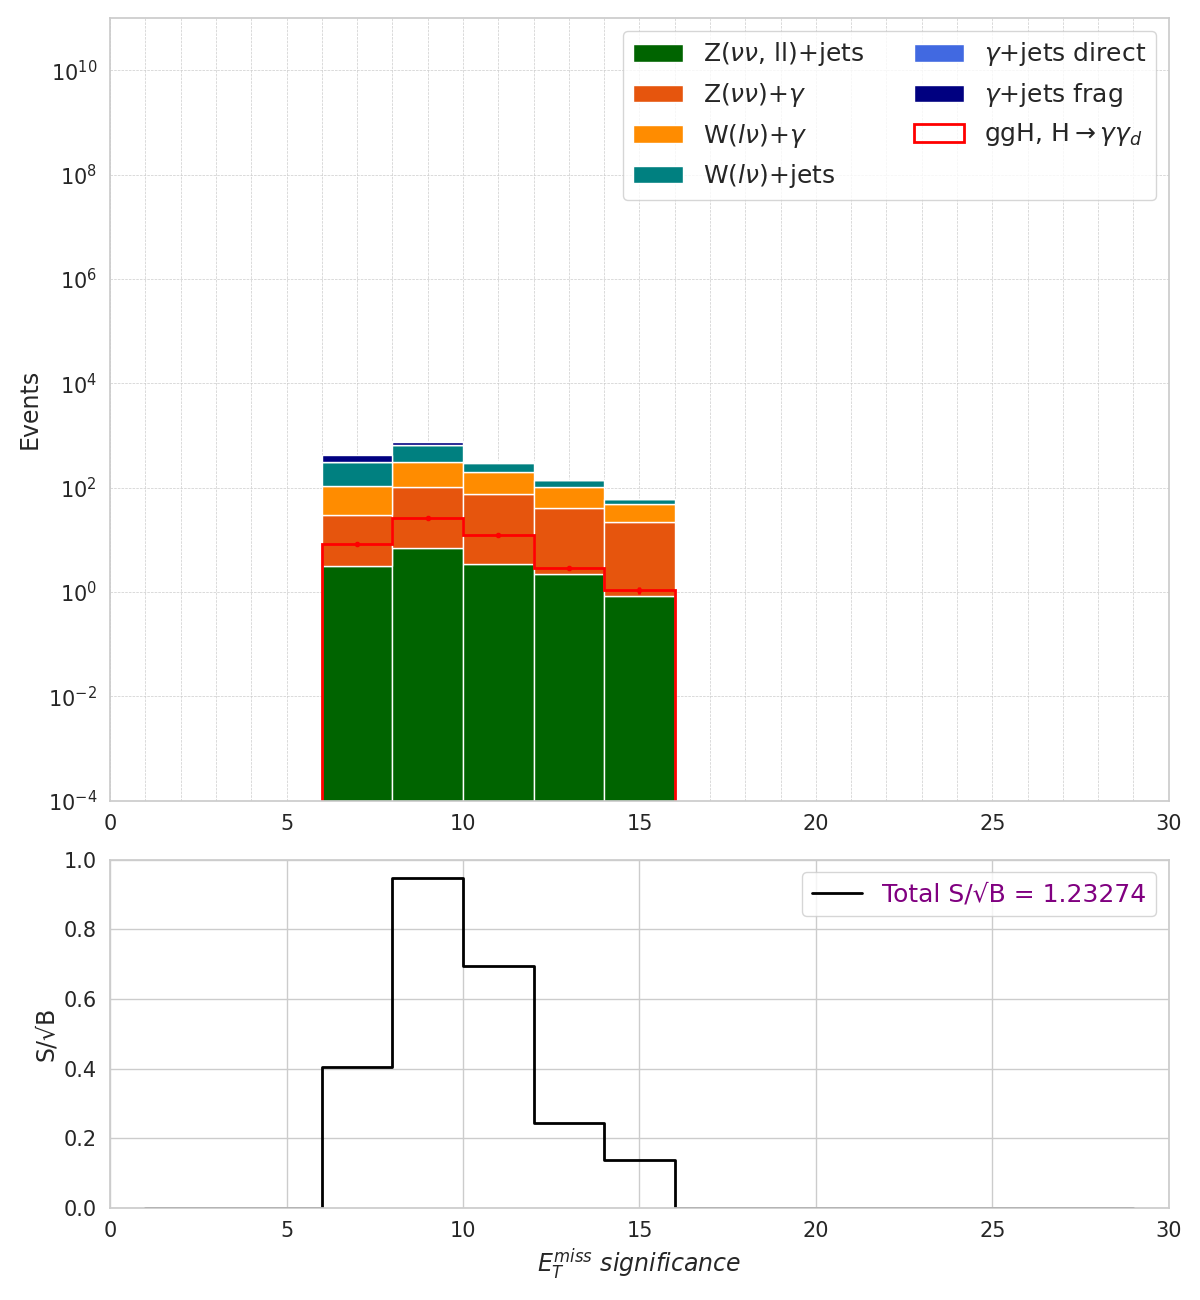 Z(νν, ll)+jets
Z(νν)+γ
W(lν)+γ
W(lν)+jets
γ+jets direct
γ+jets frag
ggH, H→γγ_d
Events
10^10
10^8
10^6
10^4
10^2
10^0
10^−2
10^−4
0 5 10 15 20 25 30
Total S/√B = 1.23274
S/√B
1.0
0.8
0.6
0.4
0.2
0.0
0 5 10 15 20 25 30
E_T^miss significance